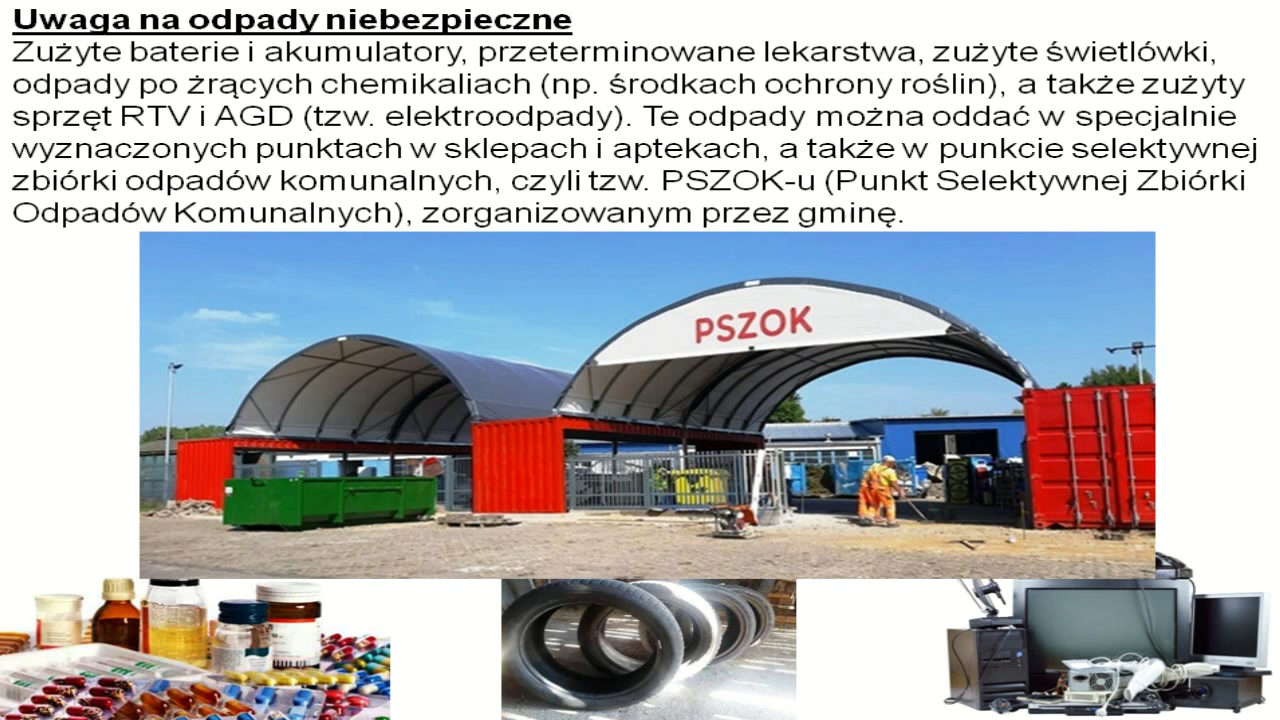 Uwaga na odpady niebezpieczne
Zużyte baterie i akumulatory, przeterminowane lekarstwa, zużyte świetlówki,
odpady po żrących chemikaliach (np. środkach ochrony roślin), a także zużyty
sprzęt RTV i AGD (tzw. elektroodpady). Te odpady można oddać w specjalnie
wyznaczonych punktach w sklepach i aptekach, a także w punkcie selektywnej
zbiórki odpadów komunalnych, czyli tzw. PSZOK-u (Punkt Selektywnej Zbiórki
Odpadów Komunalnych), zorganizowanym przez gminę.
PSZOK